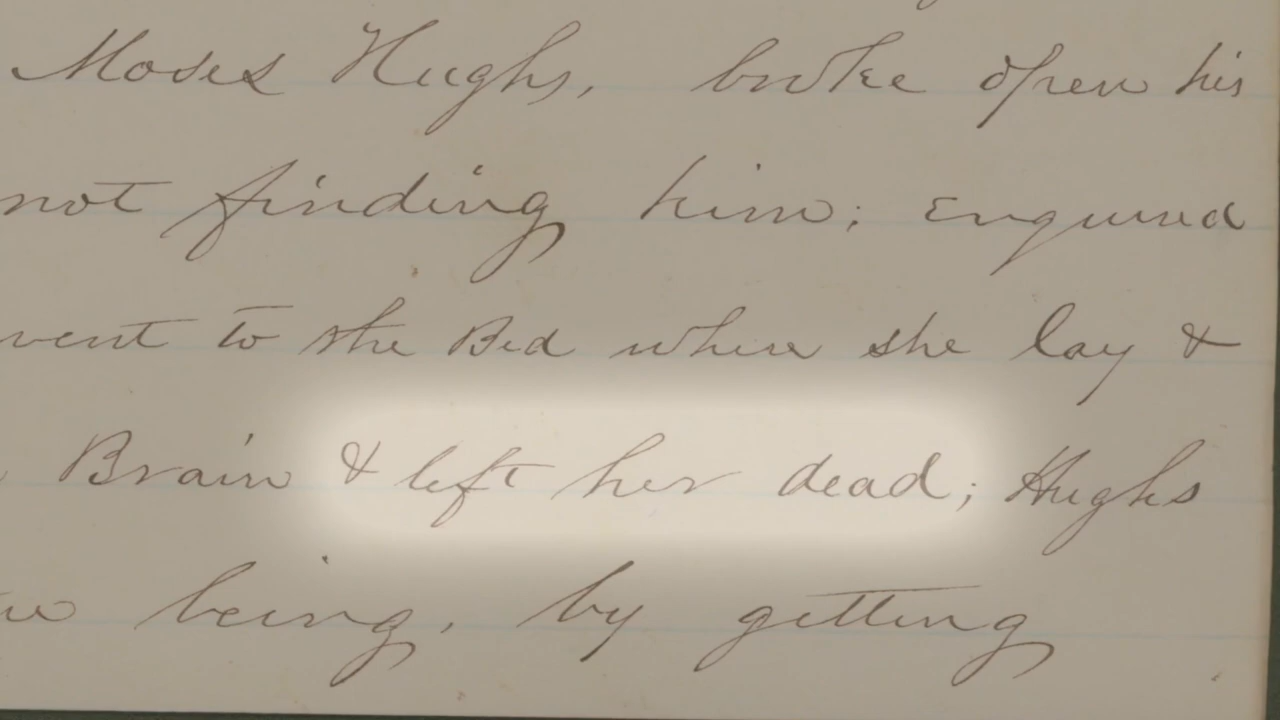 Moses Hughs, broke open his
not finding him; enquired
went to the Bed where she lay &
Brain & left her dead; Hughs
being, by getting